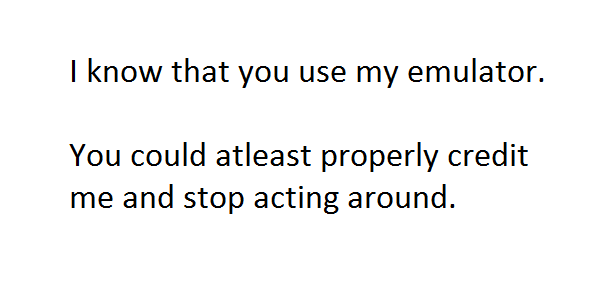 I know that you use my emulator.
You could atleast properly credit
me and stop acting around.